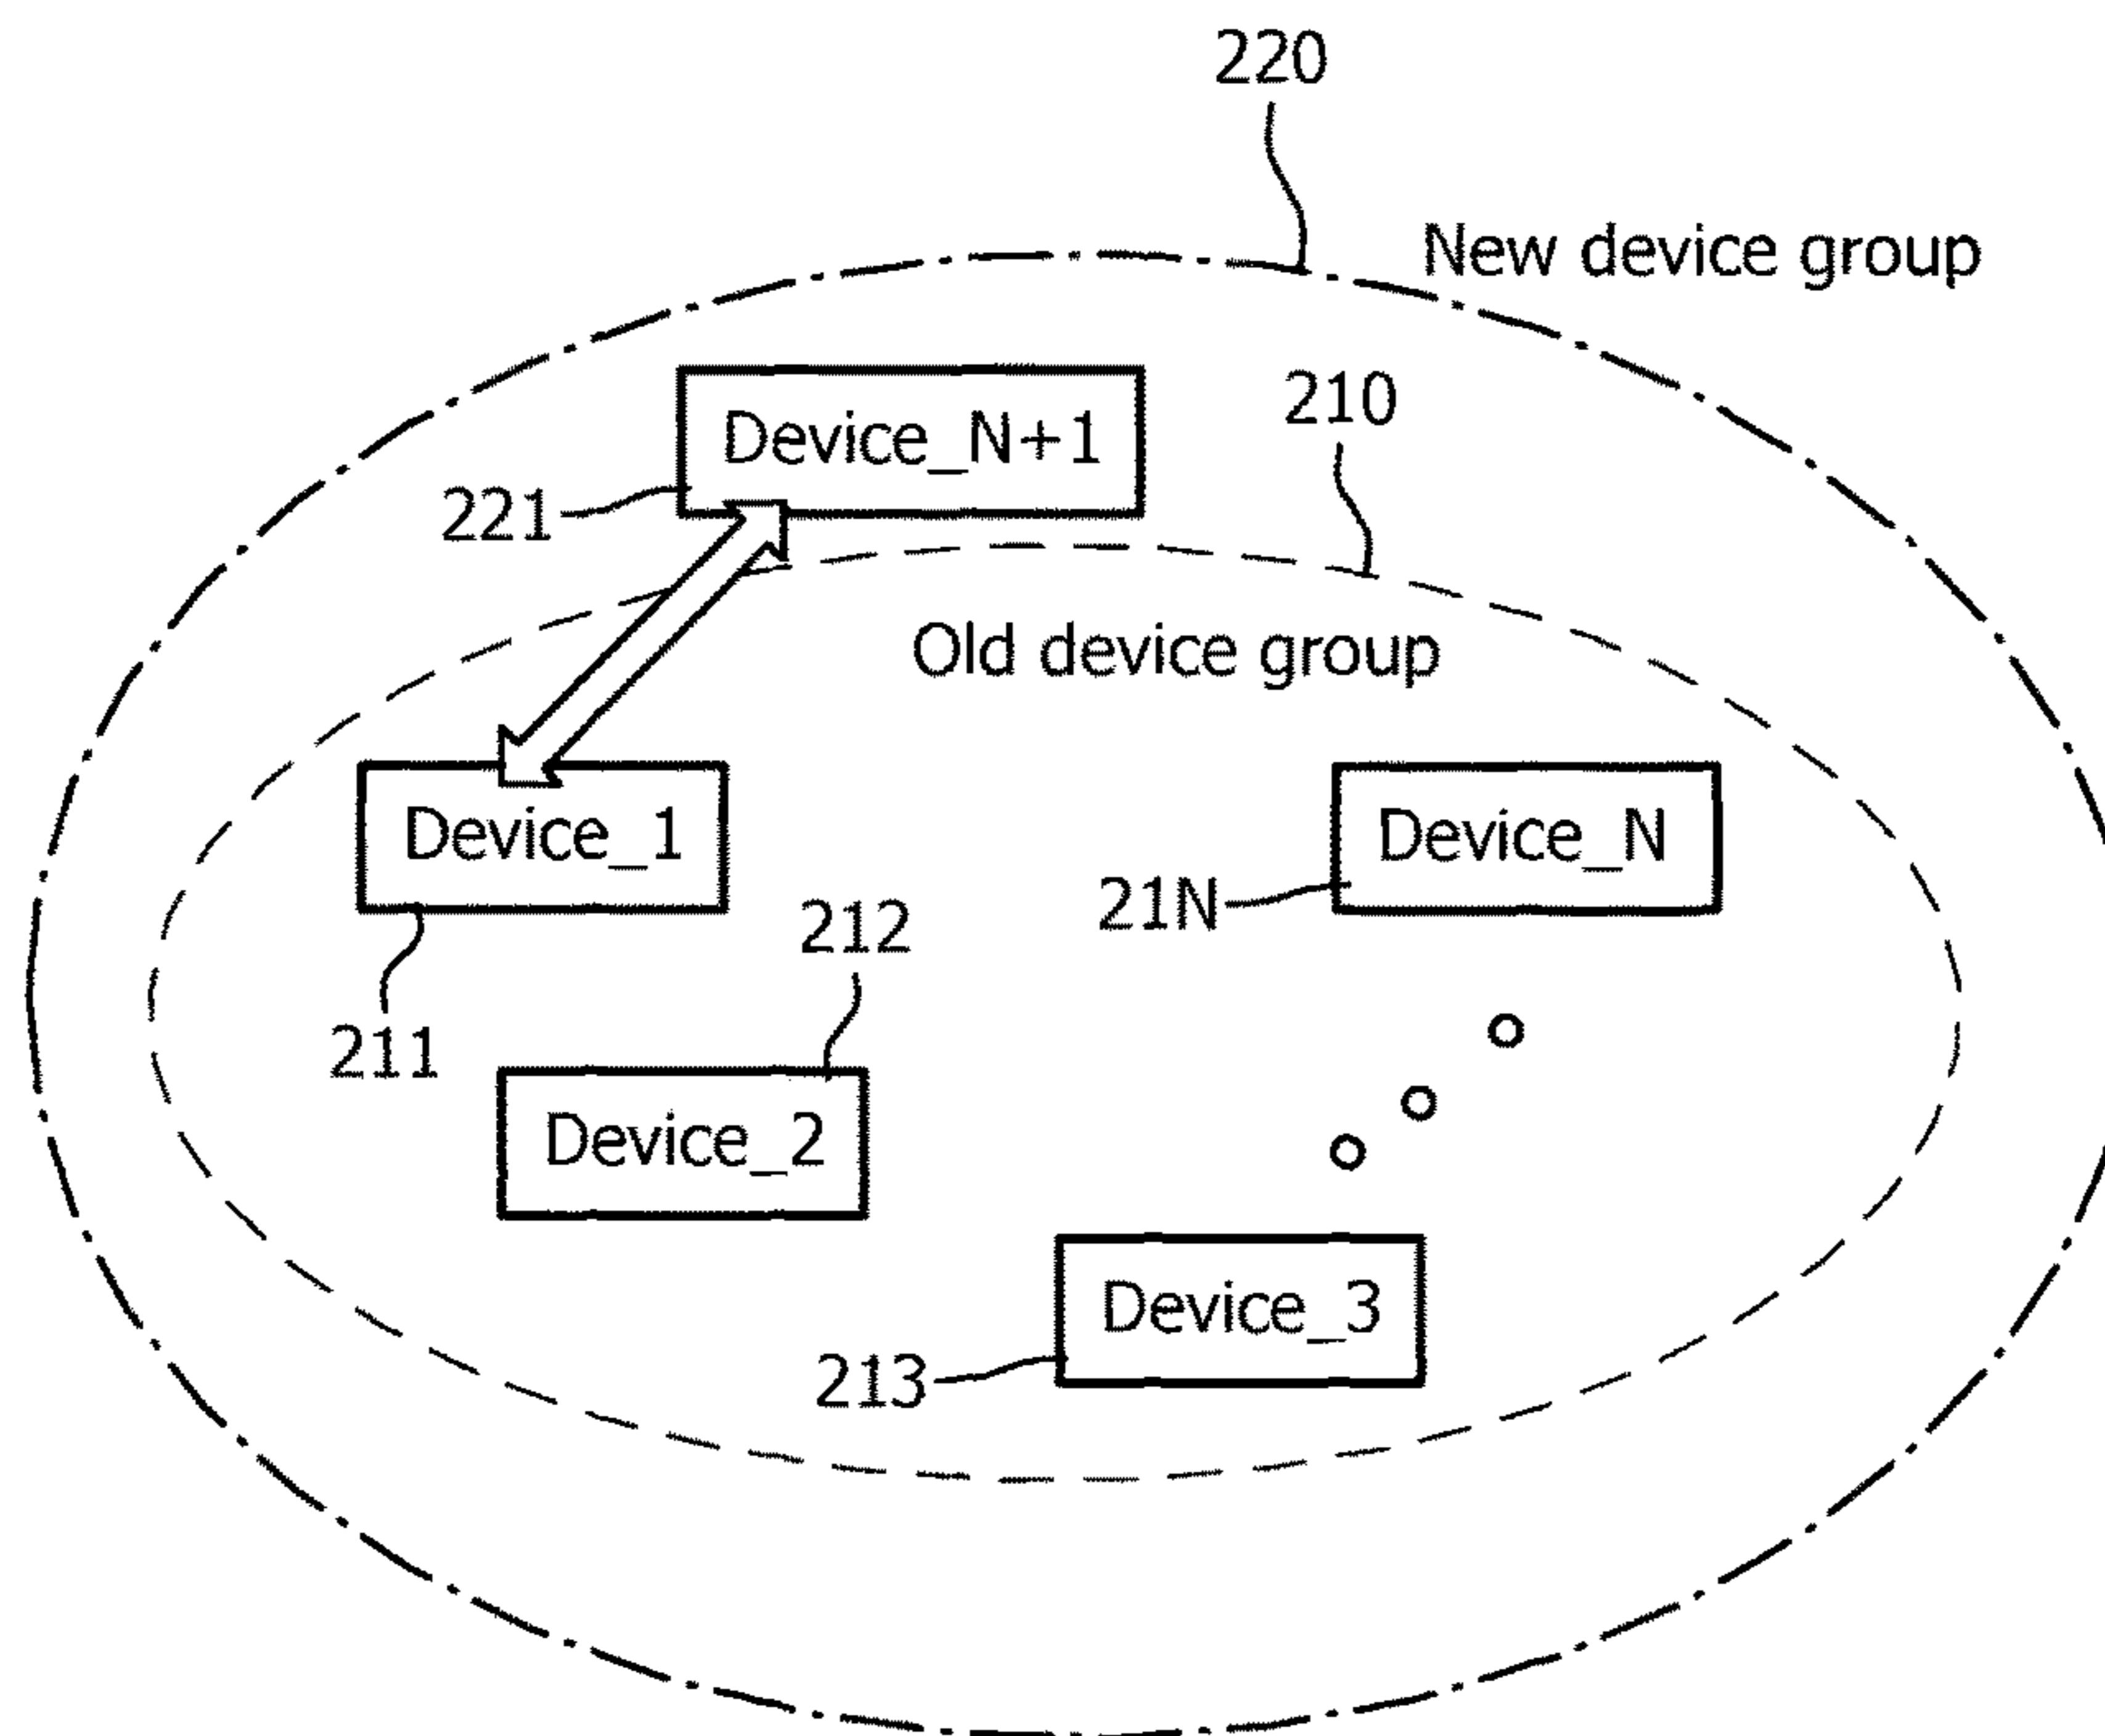 220
New device group
210
Device_N+1
221
Old device group
Device_1
Device_N
21N
212
211
Device_2
Device_3
213